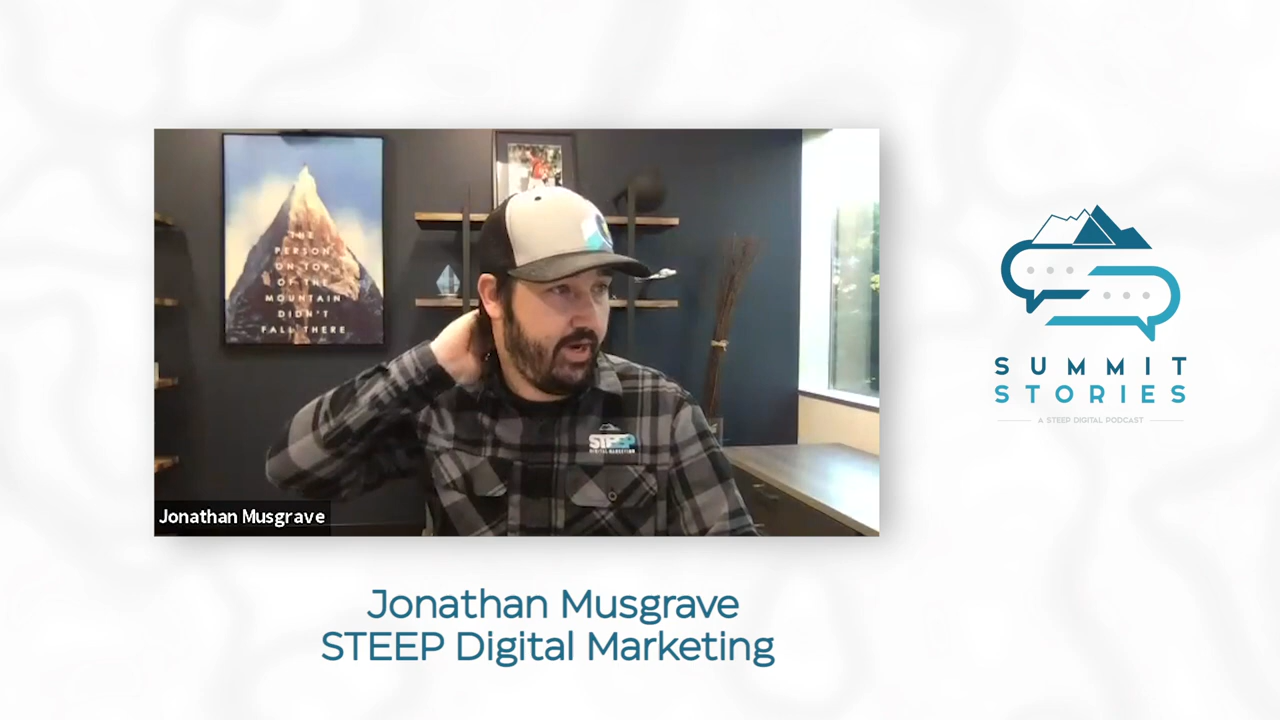 THE
PERSON
ON TOP
OF THE
MOUNTAIN
DIDN'T
FALL THERE
STEEP
DIGITAL MARKETING
Jonathan Musgrave
Jonathan Musgrave
STEEP Digital Marketing
SUMMIT
STORIES
A STEEP DIGITAL PODCAST